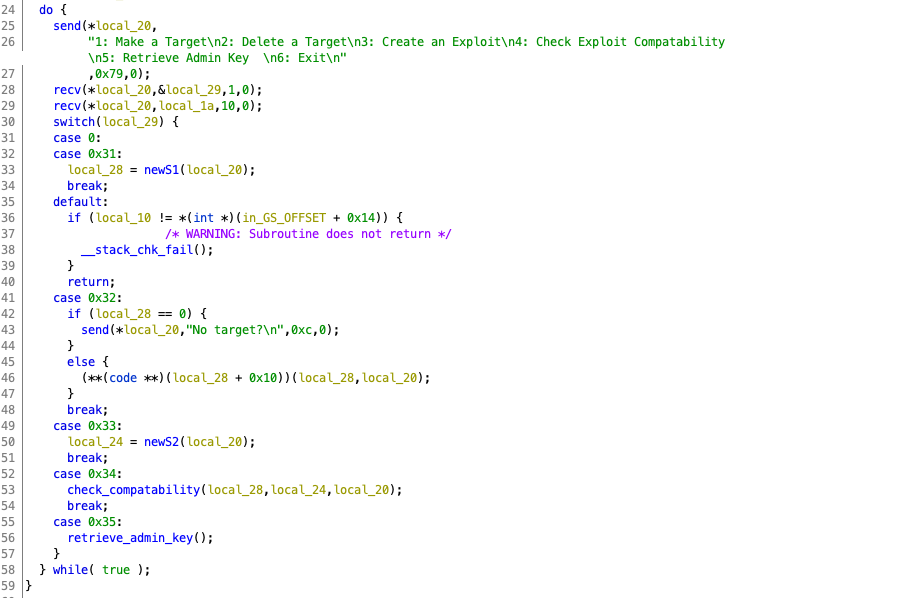 24 do {
25 send(*local_20,
26 "1: Make a Target\n2: Delete a Target\n3: Create an Exploit\n4: Check Exploit Compatability
\n5: Retrieve Admin Key  \n6: Exit\n"
27 ,0x79,0);
28 recv(*local_20,&local_29,1,0);
29 recv(*local_20,local_1a,10,0);
30 switch(local_29) {
31 case 0:
32 case 0x31:
33 local_28 = newS1(local_20);
34 break;
35 default:
36 if (local_10 != *(int *)(in_GS_OFFSET + 0x14)) {
37 /* WARNING: Subroutine does not return */
38 __stack_chk_fail();
39 }
40 return;
41 case 0x32:
42 if (local_28 == 0) {
43 send(*local_20,"No target?\n",0xc,0);
44 }
45 else {
46 (**(code **)(local_28 + 0x10))(local_28,local_20);
47 }
48 break;
49 case 0x33:
50 local_24 = newS2(local_20);
51 break;
52 case 0x34:
53 check_compatability(local_28,local_24,local_20);
54 break;
55 case 0x35:
56 retrieve_admin_key();
57 }
58 } while( true );
59 }